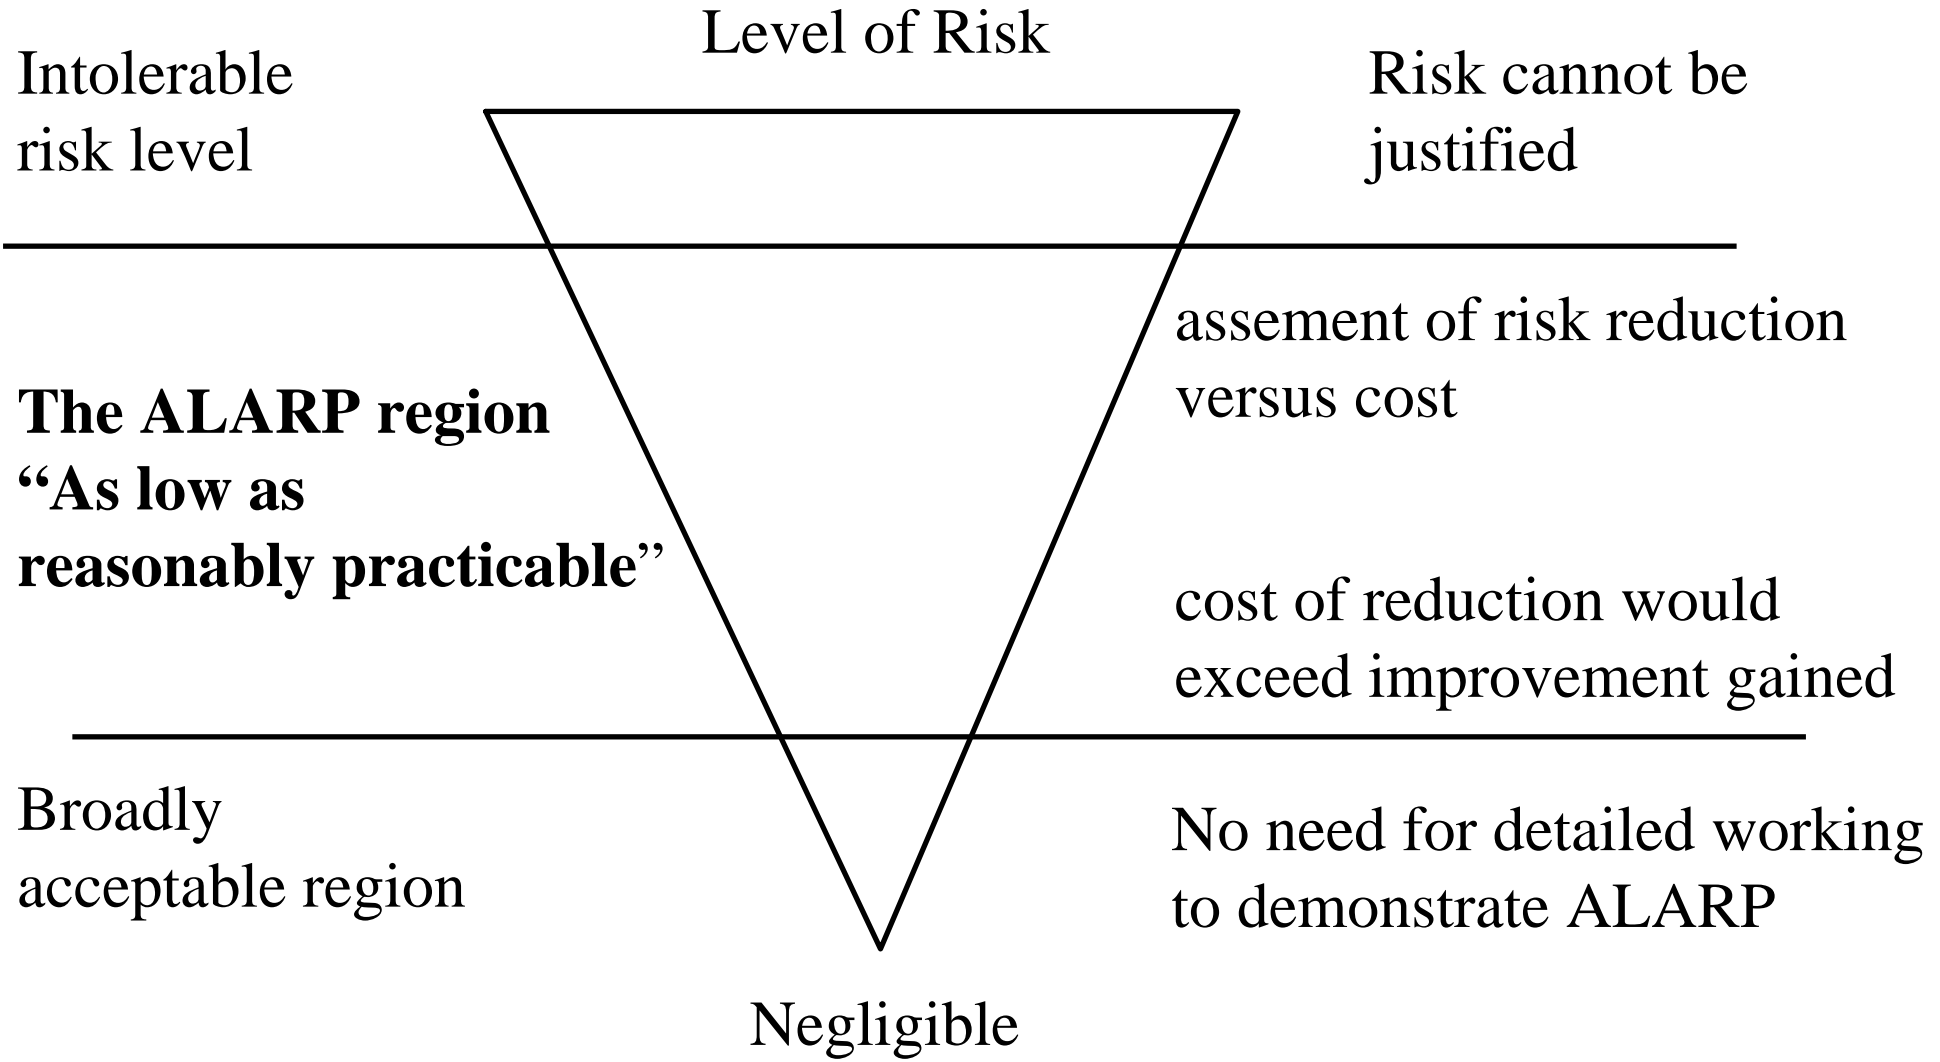 Level of Risk
Intolerable
risk level
Risk cannot be
justified
assement of risk reduction
versus cost
The ALARP region
“As low as
reasonably practicable”
cost of reduction would
exceed improvement gained
Broadly
acceptable region
No need for detailed working
to demonstrate ALARP
Negligible